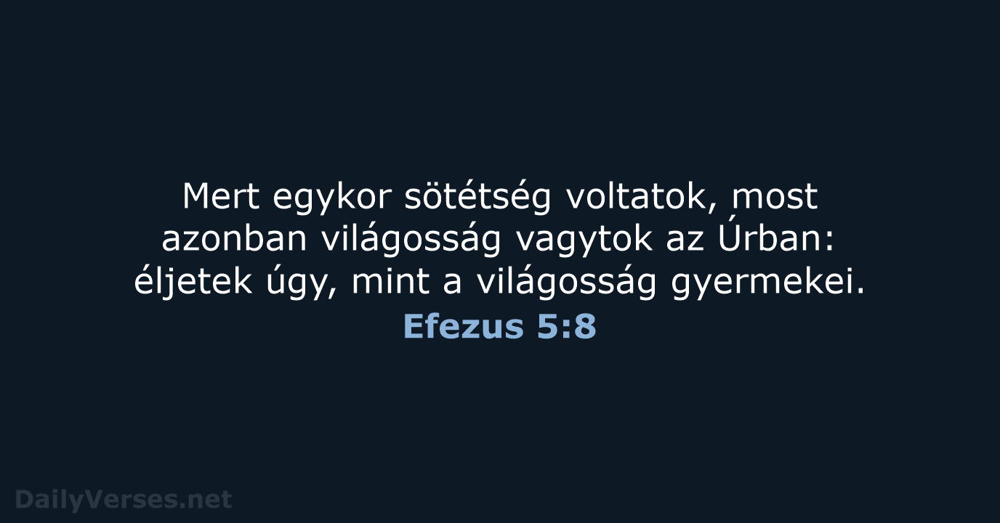 Mert egykor sötétség voltatok, most
azonban világosság vagytok az Úrban:
éljetek úgy, mint a világosság gyermekei.
Efezus 5:8
DailyVerses.net